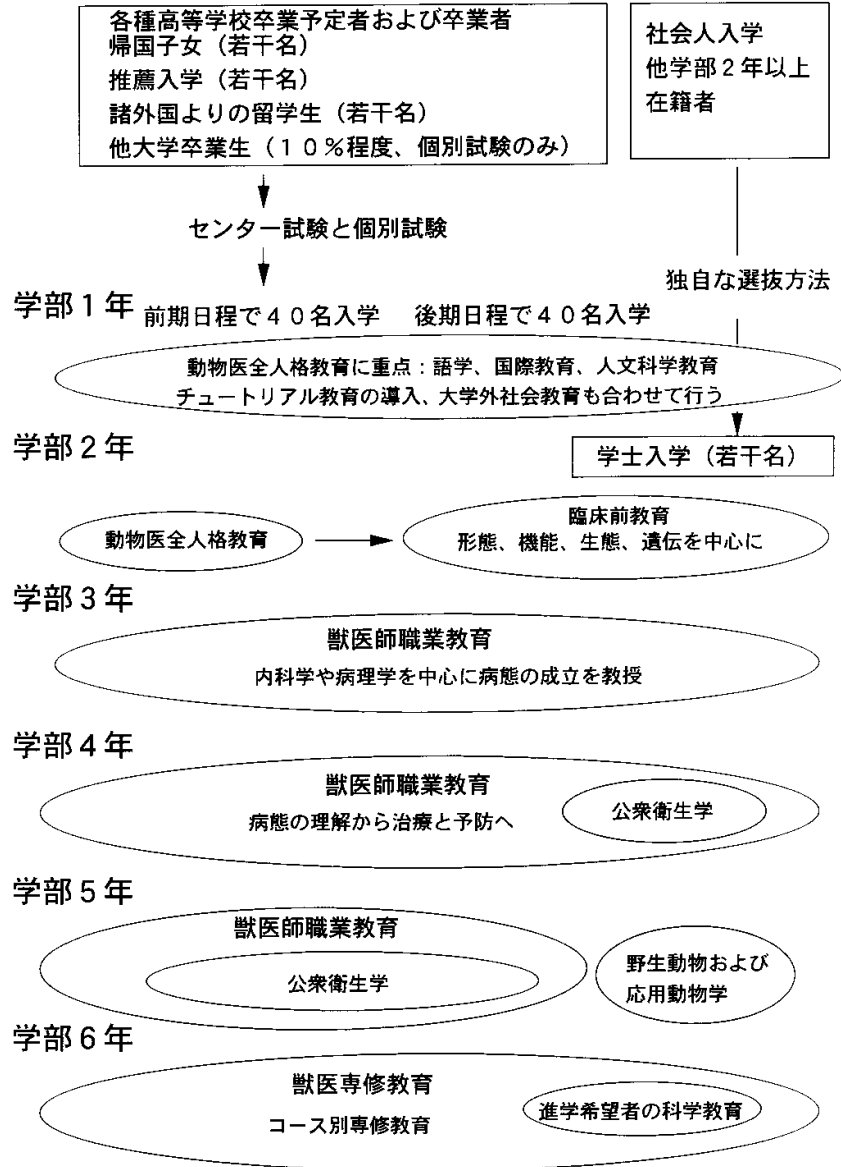 各種高等学校卒業予定者および卒業者
帰国子女（若干名）
推薦入学（若干名）
諸外国よりの留学生（若干名）
他大学卒業生（１０％程度、個別試験のみ）
社会人入学
他学部２年以上
在籍者
センター試験と個別試験
独自な選抜方法
学部１年
前期日程で４０名入学　後期日程で４０名入学
動物医全人格教育に重点：語学、国際教育、人文科学教育
チュートリアル教育の導入、大学外社会教育も合わせて行う
学部２年
学士入学（若干名）
動物医全人格教育
臨床前教育
形態、機能、生態、遺伝を中心に
学部３年
獣医師職業教育
内科学や病理学を中心に病態の成立を教授
学部４年
獣医師職業教育
病態の理解から治療と予防へ
公衆衛生学
学部５年
獣医師職業教育
公衆衛生学
野生動物および
応用動物学
学部６年
獣医専修教育
コース別専修教育
進学希望者の科学教育